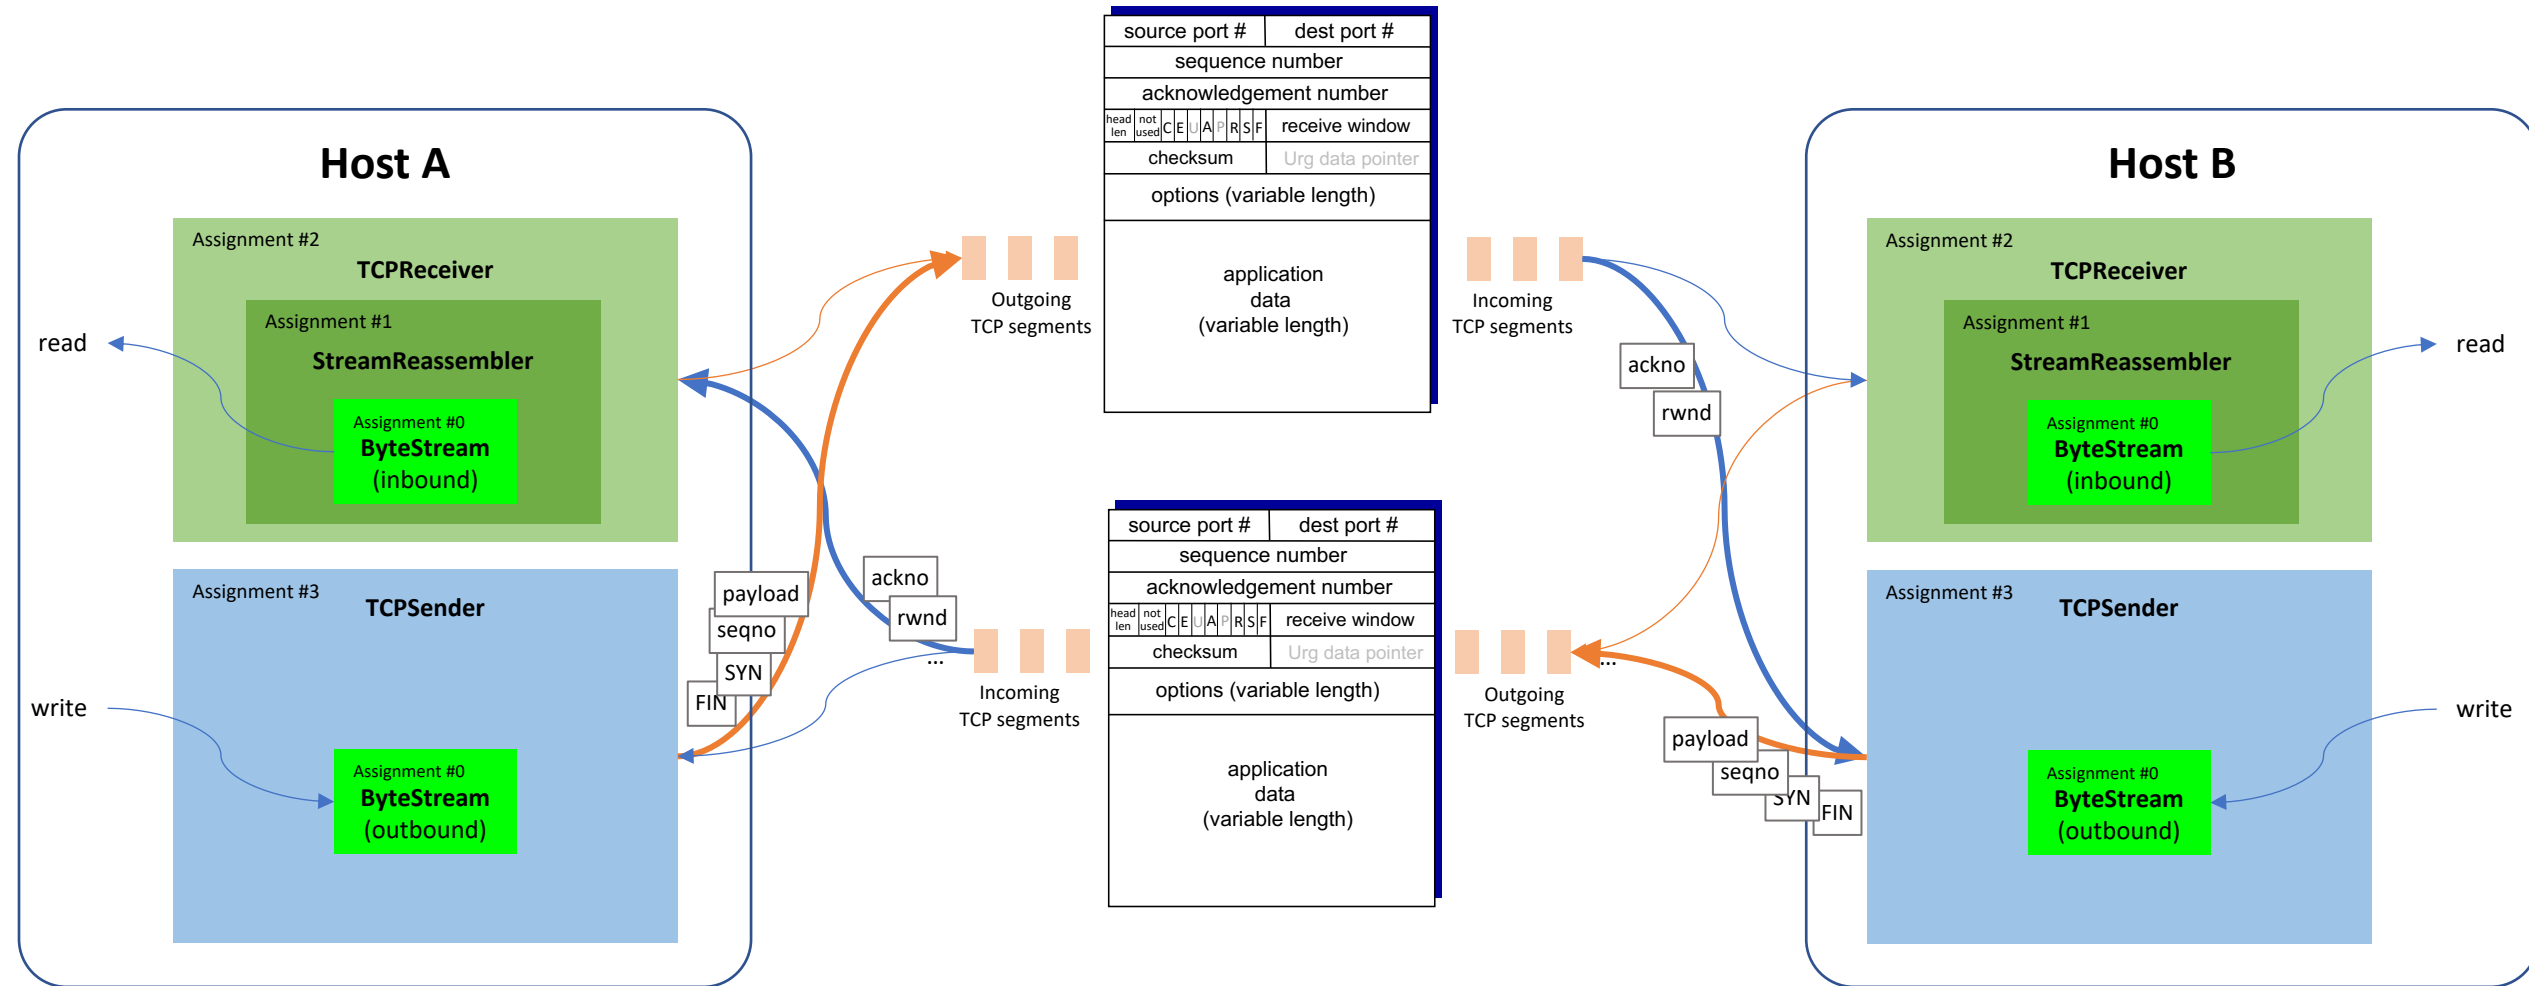 Host A
Assignment #2
TCPReceiver
Assignment #1
StreamReassembler
Assignment #0
ByteStream
(inbound)
read
Assignment #3
TCPSender
write
Assignment #0
ByteStream
(outbound)
payload
seqno
SYN
FIN
ackno
rwnd
...
Outgoing
TCP segments
Incoming
TCP segments
source port # dest port #
sequence number
acknowledgement number
head len not used C E U A P R S F receive window
checksum Urg data pointer
options (variable length)
application
data
(variable length)
source port # dest port #
sequence number
acknowledgement number
head len not used C E U A P R S F receive window
checksum Urg data pointer
options (variable length)
application
data
(variable length)
Incoming
TCP segments
ackno
rwnd
Outgoing
TCP segments
...
payload
seqno
SYN
FIN
Host B
Assignment #2
TCPReceiver
Assignment #1
StreamReassembler
Assignment #0
ByteStream
(inbound)
read
Assignment #3
TCPSender
write
Assignment #0
ByteStream
(outbound)